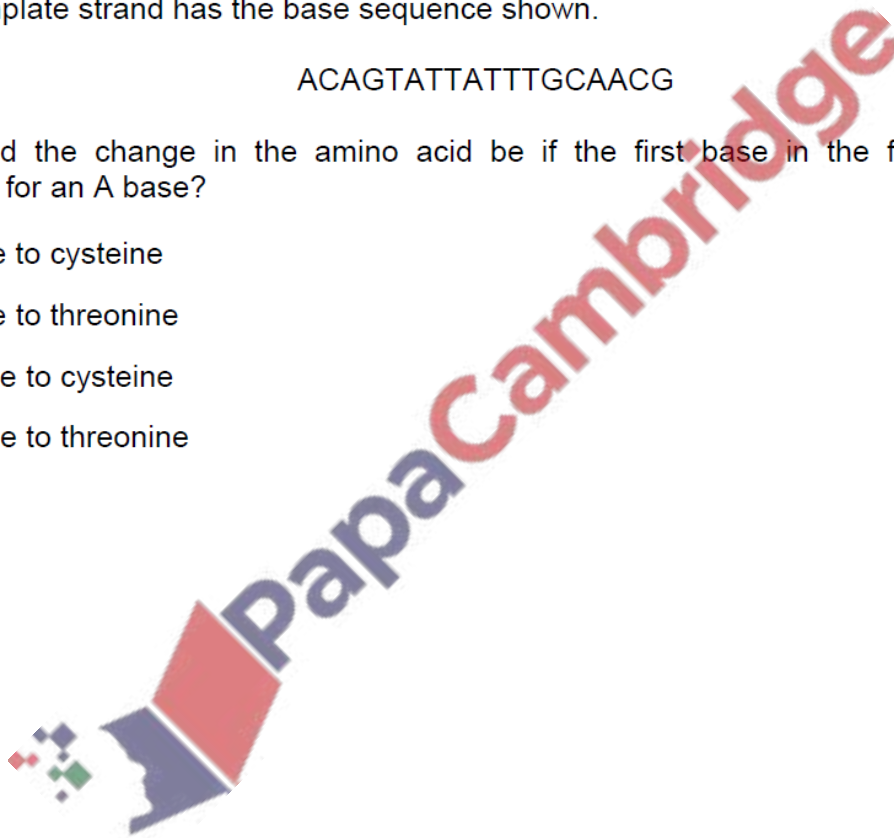 plate strand has the base sequence shown.
ACAGTATTATTTGCAACG
d the change in the amino acid be if the first base in the f
for an A base?
e to cysteine
e to threonine
e to cysteine
e to threonine
PapaCambridge